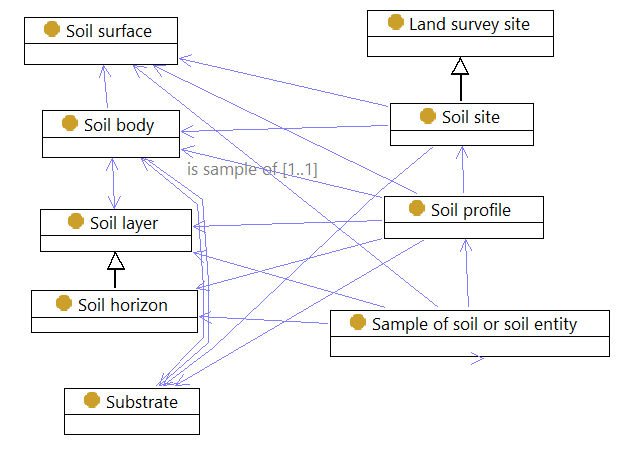 Soil surface
Land survey site
Soil body
Soil site
is sample of [1..1]
Soil layer
Soil profile
Soil horizon
Sample of soil or soil entity
Substrate